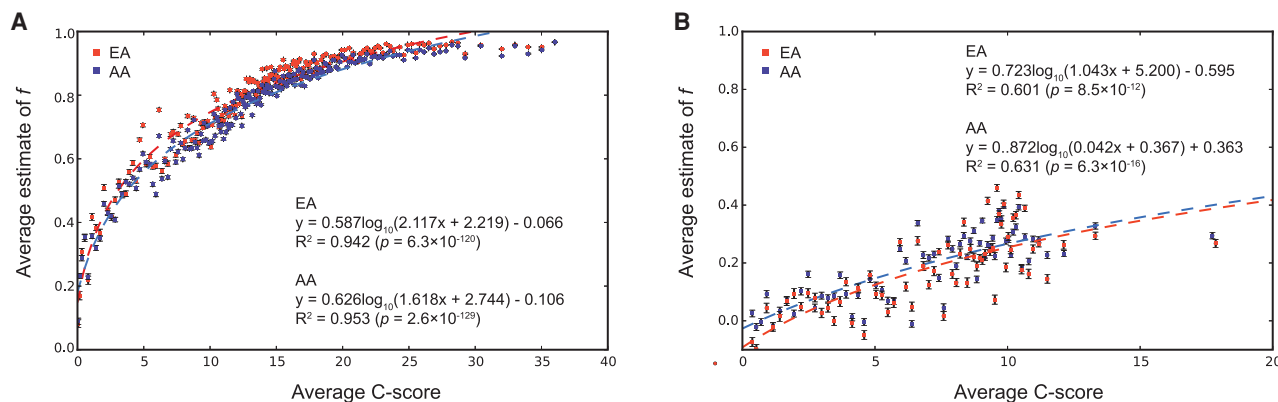 A
1.0
0.8
0.6
0.4
0.2
0.0
0
5
10
15
20
25
30
35
40
Average estimate of f
Average C-score
EA
AA
EA
y = 0.587log10(2.117x + 2.219) - 0.066
R2 = 0.942 (p = 6.3×10-120)
AA
y = 0.626log10(1.618x + 2.744) - 0.106
R2 = 0.953 (p = 2.6×10-129)
B
1.0
0.8
0.6
0.4
0.2
0.0
0
5
10
15
20
Average estimate of f
Average C-score
EA
AA
EA
y = 0.723log10(1.043x + 5.200) - 0.595
R2 = 0.601 (p = 8.5×10-12)
AA
y = 0..872log10(0.042x + 0.367) + 0.363
R2 = 0.631 (p = 6.3×10-16)